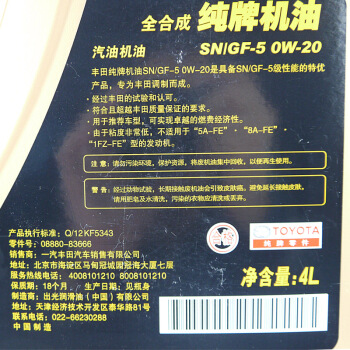 全合成 纯牌机油
汽油机油 SN/GF-5 0W-20
丰田纯牌机油SN/GF-5 0W-20是具备SN/GF-5级性能的特优
产品，专为丰田调制而成。
·经过丰田的试验和认可。
·符合且超越丰田质量保证的要求。
·用于推荐车型，可实现卓越的燃费经济性。
·由于粘度非常低，不适用于“5A-FE”，“8A-FE”，
“1FZ-FE”型的发动机。
注意：请勿污染环境，保护资源，将废机油集中回收，以便再生使用。
警告：经过动物试验，长期接触废机油会引致皮肤癌。避免延长接触皮肤。
使用肥皂及水清洗，污染的衣物应清洗或丢弃。
产品执行标准：Q/12 KF5343
零件号：08880-83666
销售商：一汽丰田汽车销售有限公司
地址：北京市海淀区马甸冠城园冠海大厦七层
联系电话：4008101210 8008101210
保质期：18个月 生产日期：见瓶身
生产商：出光润滑油（中国）有限公司
地址：天津经济技术开发区泰华路81号
联系电话：022-66230288
中国制造
TOYOTA
纯牌零件
净含量：4L